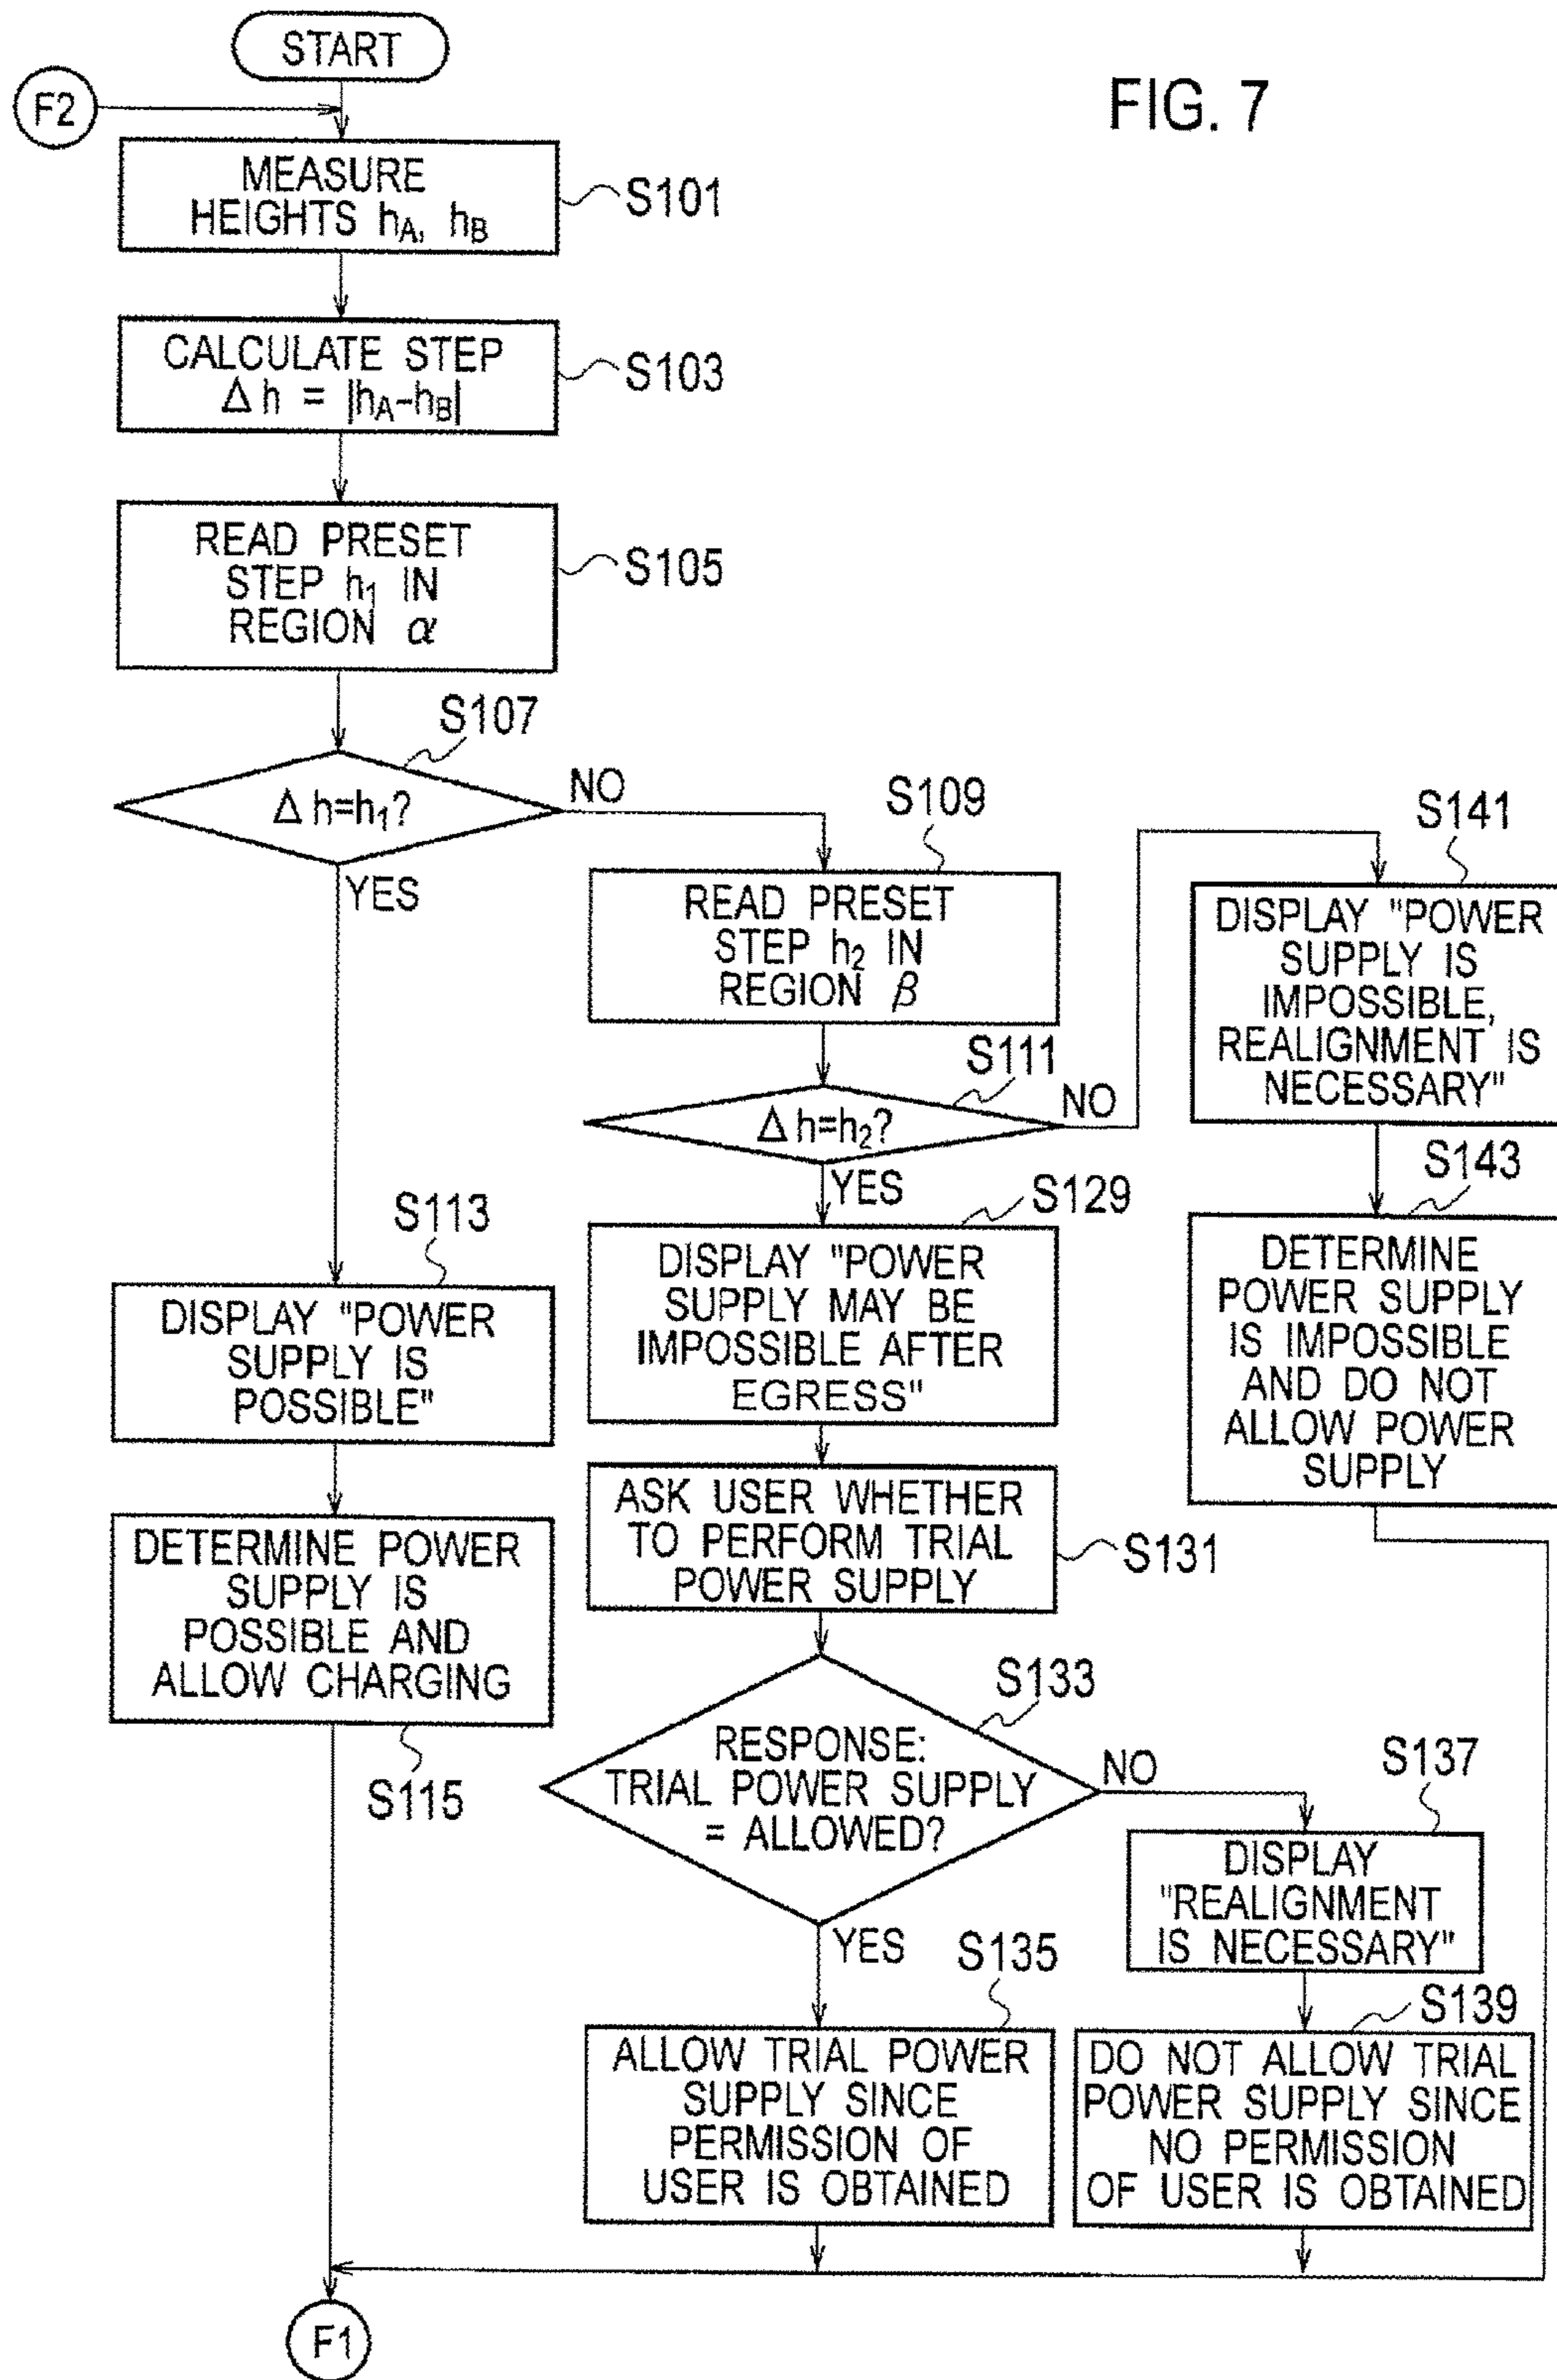 START
F2
FIG. 7
MEASURE
HEIGHTS hA, hB
S101
CALCULATE STEP
Δh = |hA-hB|
S103
READ PRESET
STEP h1 IN
REGION α
S105
S107
Δh=h1?
NO
YES
S109
READ PRESET
STEP h2 IN
REGION β
S111
Δh=h2?
NO
YES
S141
DISPLAY "POWER
SUPPLY IS
IMPOSSIBLE,
REALIGNMENT IS
NECESSARY"
S143
DETERMINE
POWER SUPPLY
IS IMPOSSIBLE
AND DO NOT
ALLOW POWER
SUPPLY
S113
DISPLAY "POWER
SUPPLY IS
POSSIBLE"
DETERMINE POWER
SUPPLY IS
POSSIBLE AND
ALLOW CHARGING
S115
S129
DISPLAY "POWER
SUPPLY MAY BE
IMPOSSIBLE AFTER
EGRESS"
ASK USER WHETHER
TO PERFORM TRIAL
POWER SUPPLY
S131
S133
RESPONSE:
TRIAL POWER SUPPLY
= ALLOWED?
NO
YES
S137
DISPLAY
"REALIGNMENT
IS NECESSARY"
S135
ALLOW TRIAL POWER
SUPPLY SINCE
PERMISSION OF
USER IS OBTAINED
S139
DO NOT ALLOW TRIAL
POWER SUPPLY SINCE
NO PERMISSION
OF USER IS OBTAINED
F1